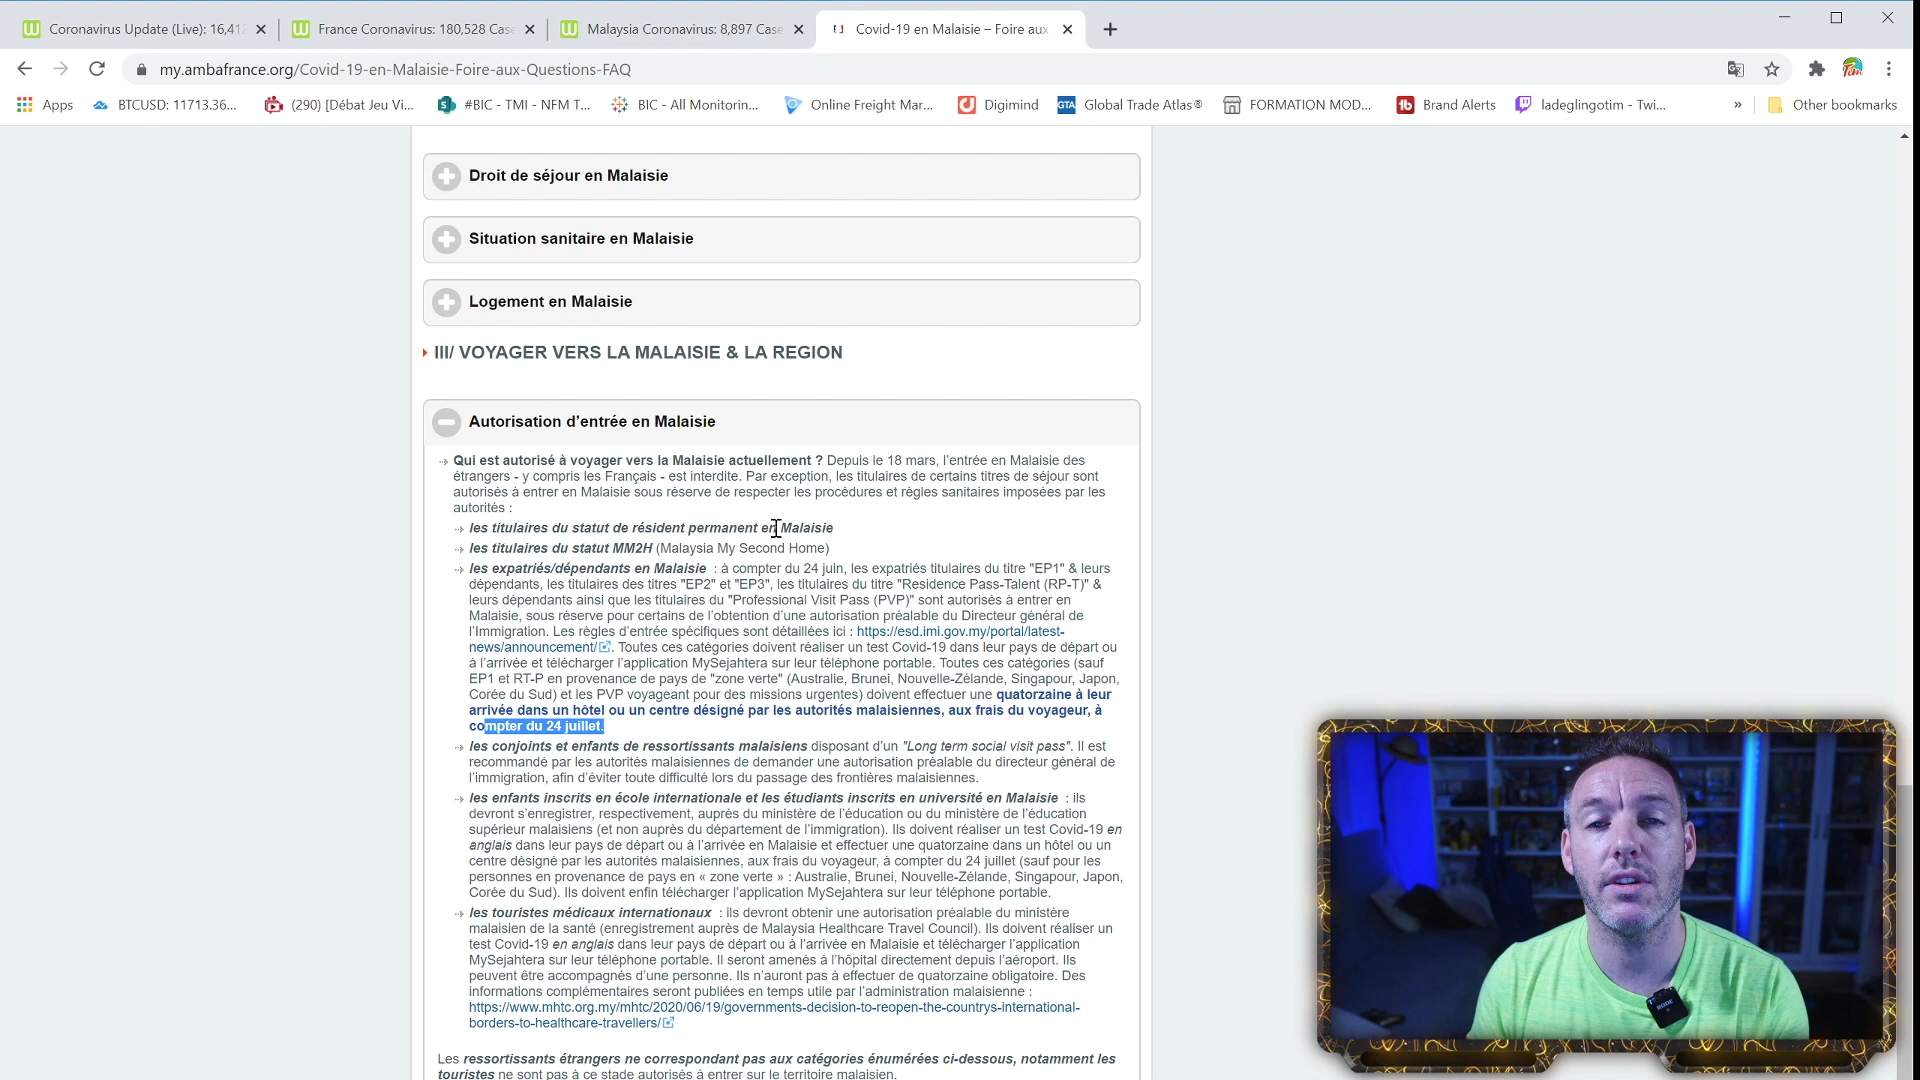 Coronavirus Update (Live): 16,41
France Coronavirus: 180,528 Case
Malaysia Coronavirus: 8,897 Case
Covid-19 en Malaisie – Foire aux
my.ambafrance.org/Covid-19-en-Malaisie-Foire-aux-Questions-FAQ
Apps
BTCUSD: 11713.36...
(290) [Débat Jeu Vi...
#BIC - TMI - NFM T...
BIC - All Monitorin...
Online Freight Mar...
Digimind
GTA
Global Trade Atlas®
FORMATION MOD...
Brand Alerts
ladeglingotim - Twi...
»
Other bookmarks
Droit de séjour en Malaisie
Situation sanitaire en Malaisie
Logement en Malaisie
III/ VOYAGER VERS LA MALAISIE & LA REGION
Autorisation d’entrée en Malaisie
Qui est autorisé à voyager vers la Malaisie actuellement ? Depuis le 18 mars, l’entrée en Malaisie des
étrangers - y compris les Français - est interdite. Par exception, les titulaires de certains titres de séjour sont
autorisés à entrer en Malaisie sous réserve de respecter les procédures et règles sanitaires imposées par les
autorités :
les titulaires du statut de résident permanent en Malaisie
les titulaires du statut MM2H (Malaysia My Second Home)
les expatriés/dépendants en Malaisie : à compter du 24 juin, les expatriés titulaires du titre "EP1" & leurs
dépendants, les titulaires des titres "EP2" et "EP3", les titulaires du titre "Residence Pass-Talent (RP-T)" &
leurs dépendants ainsi que les titulaires du "Professional Visit Pass (PVP)" sont autorisés à entrer en
Malaisie, sous réserve pour certains de l’obtention d’une autorisation préalable du Directeur général de
l’Immigration. Les règles d’entrée spécifiques sont détaillées ici : https://esd.imi.gov.my/portal/latest-
news/announcement/. Toutes ces catégories doivent réaliser un test Covid-19 dans leur pays de départ ou
à l’arrivée et télécharger l’application MySejahtera sur leur téléphone portable. Toutes ces catégories (sauf
EP1 et RT-P en provenance de pays de "zone verte" (Australie, Brunei, Nouvelle-Zélande, Singapour, Japon,
Corée du Sud) et les PVP voyageant pour des missions urgentes) doivent effectuer une quatorzaine à leur
arrivée dans un hôtel ou un centre désigné par les autorités malaisiennes, aux frais du voyageur, à
compter du 24 juillet.
les conjoints et enfants de ressortissants malaisiens disposant d’un "Long term social visit pass". Il est
recommandé par les autorités malaisiennes de demander une autorisation préalable du directeur général de
l’immigration, afin d’éviter toute difficulté lors du passage des frontières malaisiennes.
les enfants inscrits en école internationale et les étudiants inscrits en université en Malaisie : ils
devront s’enregistrer, respectivement, auprès du ministère de l’éducation ou du ministère de l’éducation
supérieur malaisiens (et non auprès du département de l’immigration). Ils doivent réaliser un test Covid-19 en
anglais dans leur pays de départ ou à l’arrivée en Malaisie et effectuer une quatorzaine dans un hôtel ou un
centre désigné par les autorités malaisiennes, aux frais du voyageur, à compter du 24 juillet (sauf pour les
personnes en provenance de pays en « zone verte » : Australie, Brunei, Nouvelle-Zélande, Singapour, Japon,
Corée du Sud). Ils doivent enfin télécharger l’application MySejahtera sur leur téléphone portable.
les touristes médicaux internationaux : ils devront obtenir une autorisation préalable du ministère
malaisien de la santé (enregistrement auprès de Malaysia Healthcare Travel Council). Ils doivent réaliser un
test Covid-19 en anglais dans leur pays de départ ou à l’arrivée en Malaisie et télécharger l’application
MySejahtera sur leur téléphone portable. Il seront amenés à l’hôpital directement depuis l’aéroport. Ils
peuvent être accompagnés d’une personne. Ils n’auront pas à effectuer de quatorzaine obligatoire. Des
informations complémentaires seront publiées en temps utile par l’administration malaisienne :
https://www.mhtc.org.my/mhtc/2020/06/19/governments-decision-to-reopen-the-countrys-international-
borders-to-healthcare-travellers/
Les ressortissants étrangers ne correspondant pas aux catégories énumérées ci-dessous, notamment les
touristes ne sont pas à ce stade autorisés à entrer sur le territoire malaisien.
RODE